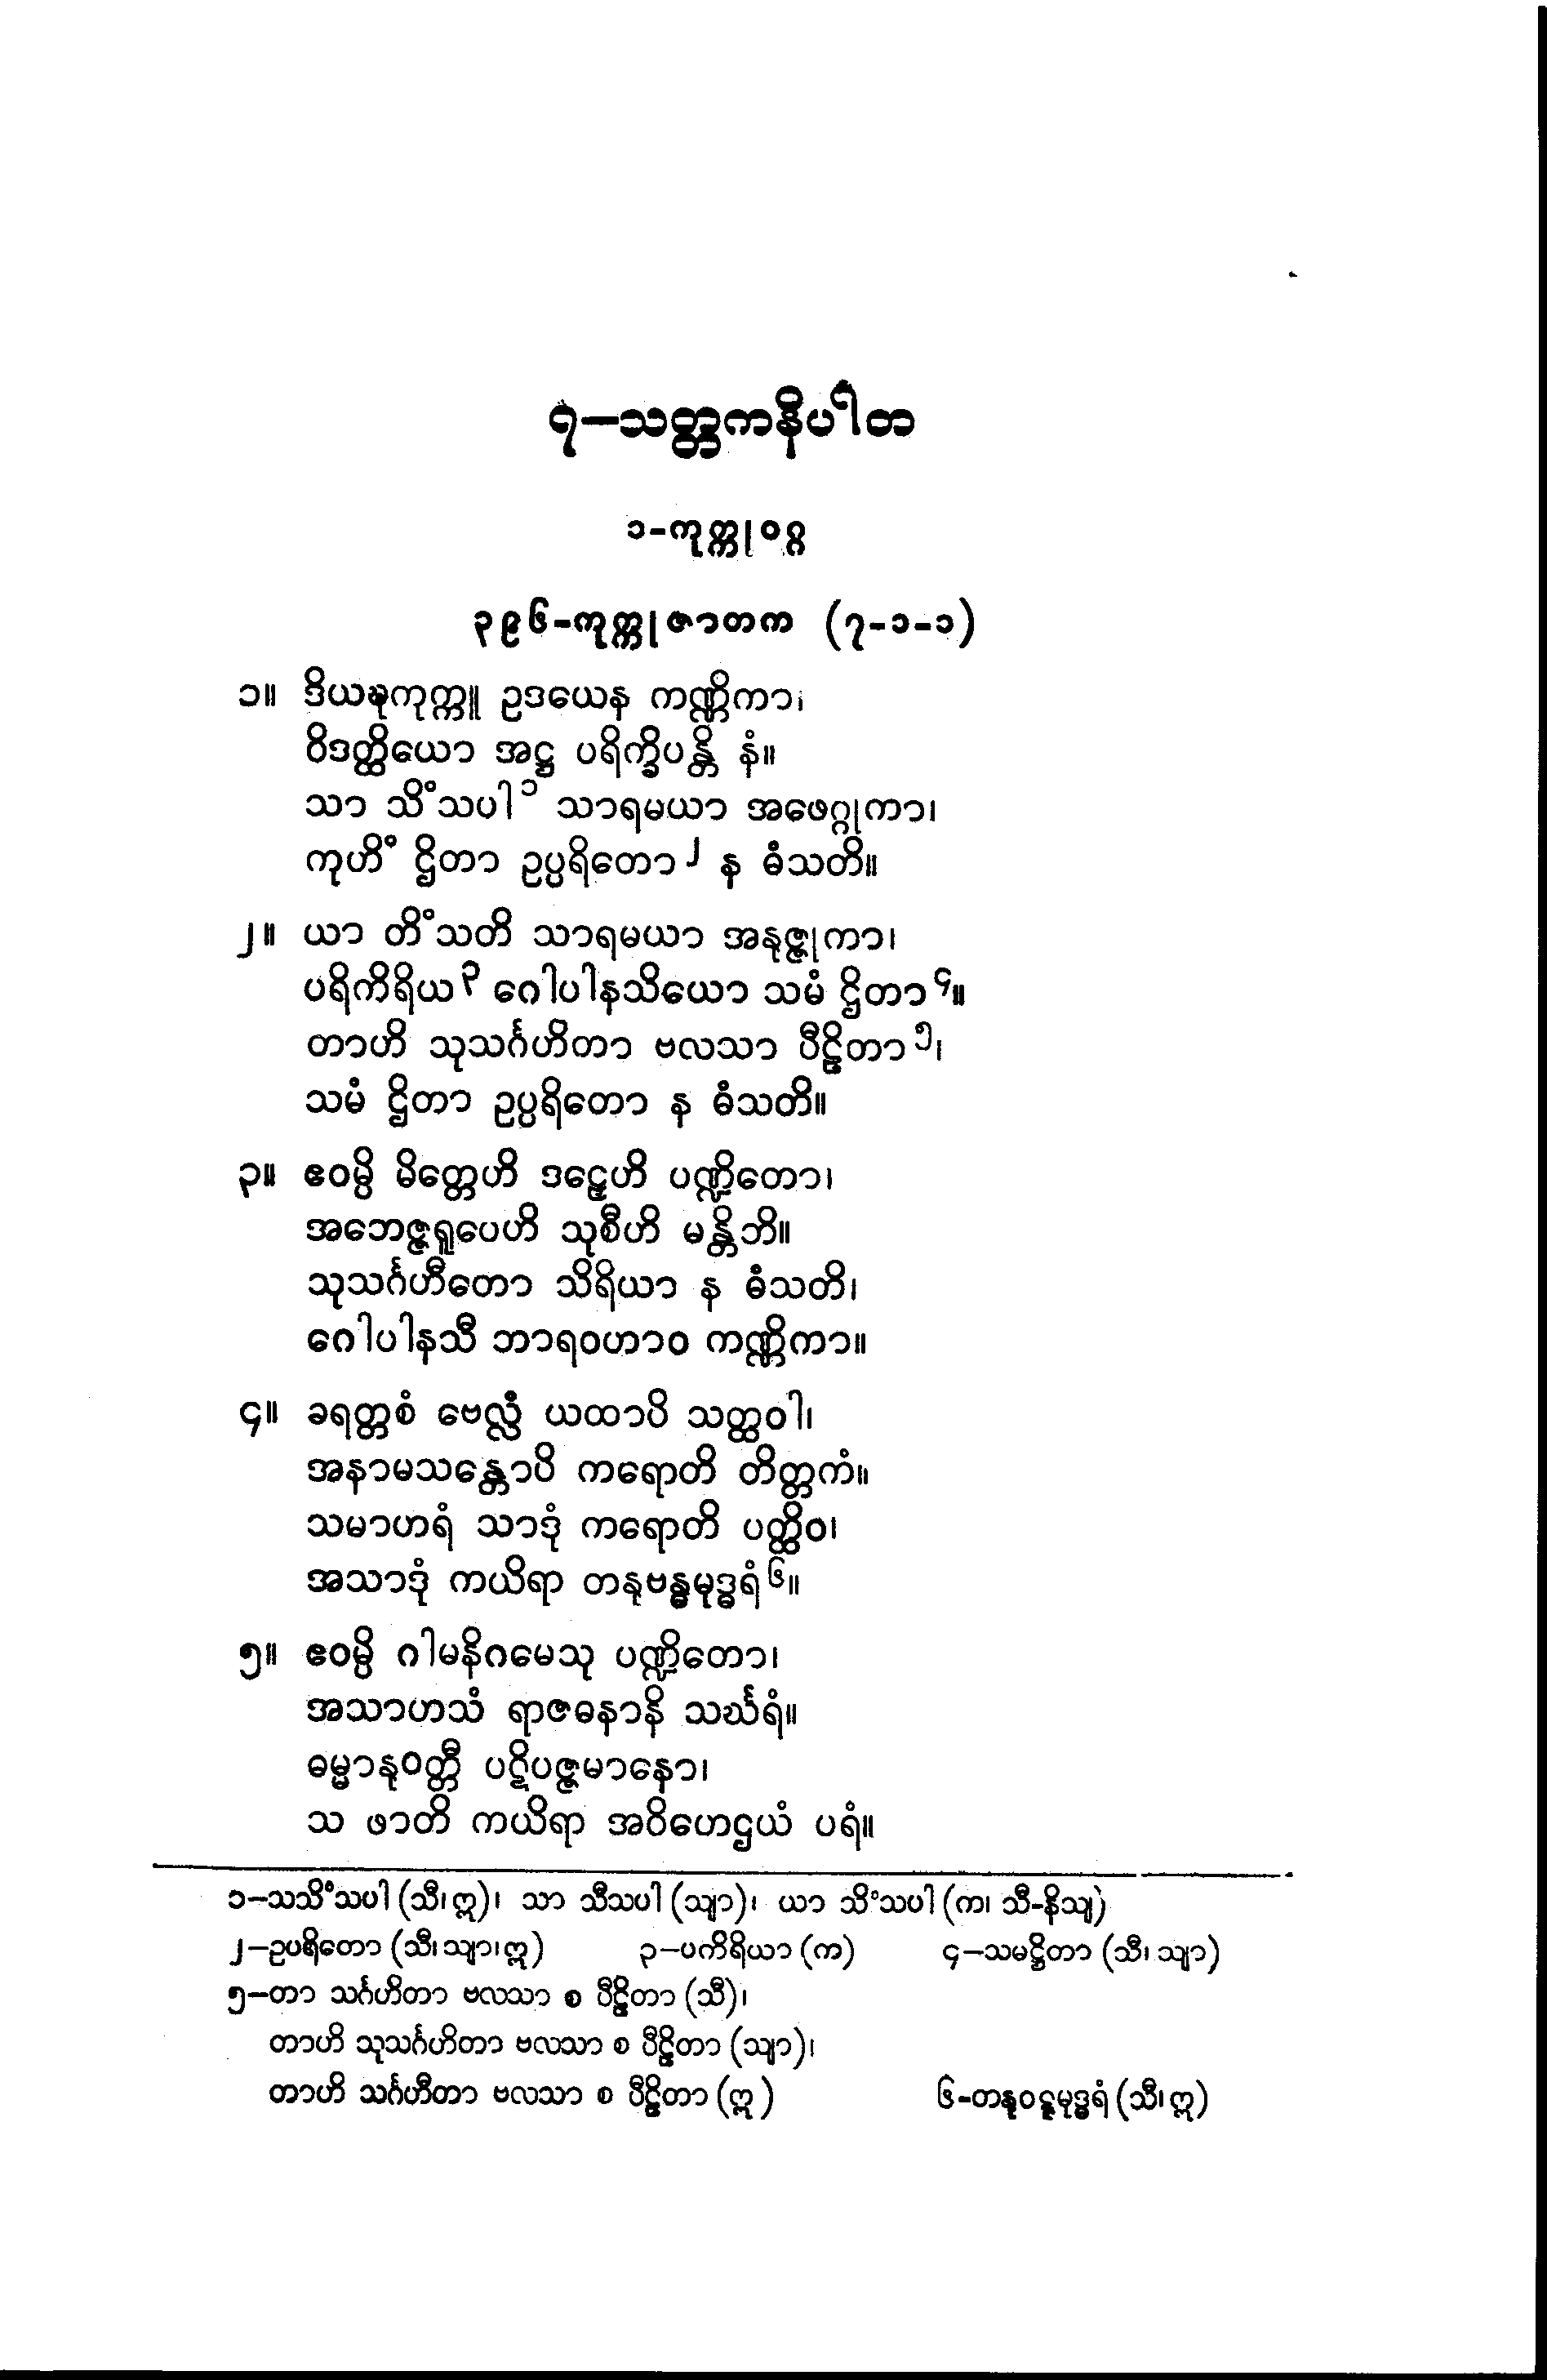 ၇–သတ္တကနိပါတ
၁-ကုက္ကုဝဂ္ဂ
၃၉၆-ကုက္ကုဇာတက (၇-၁-၁)
၁။ ဒိယဍ္ဎကုက္ကူ ဥဒယေန ကဏ္ဏိကာ၊
ဝိဒတ္ထိယော အဋ္ဌ ပရိက္ခိပန္တိ နံ။
သာ သိံသပါ၁ သာရမယာ အဖေဂ္ဂုကာ၊
ကုဟိံ ဌိတာ ဥပ္ပရိတော၂ န ဓံသတိ။
၂။ ယာ တိံသတိ သာရမယာ အနုဇ္ဇုကာ၊
ပရိကိရိယ၃ ဂေါပါနသိယော သမံ ဌိတာ၄။
တာဟိ သုသင်္ဂဟိတာ ဗလသာ ပီဠိတာ၅၊
သမံ ဌိတာ ဥပ္ပရိတော န ဓံသတိ။
၃။ ဧဝမ္ပိ မိတ္တေဟိ ဒဠှေဟိ ပဏ္ဍိတော၊
အဘေဇ္ဇရူပေဟိ သုစီဟိ မန္တိဘိ။
သုသင်္ဂဟီတော သိရိယာ န ဓံသတိ၊
ဂေါပါနသီ ဘာရဝဟာဝ ကဏ္ဏိကာ။
၄။ ခရတ္တစံ ဗေလ္လံ ယထာပိ သတ္ထဝါ၊
အနာမသန္တောပိ ကရောတိ တိတ္တကံ။
သမာဟရံ သာဒုံ ကရောတိ ပတ္ထိဝ၊
အသာဒုံ ကယိရာ တနုဗန္ဓမုဒ္ဓရံ၆။
၅။ ဧဝမ္ပိ ဂါမနိဂမေသု ပဏ္ဍိတော၊
အသာဟသံ ရာဇဓနာနိ သင်္ဃရံ။
ဓမ္မာနုဝတ္တီ ပဋိပဇ္ဇမာနော၊
သ ဖာတိ ကယိရာ အဝိဟေဌယံ ပရံ။
၁–သသိံသပါ (သီ၊ဣ)၊ သာ သီသပါ (သျာ)၊ ယာ သိံသပါ (က၊ သီ-နိသျ)
၂–ဥပရိတော (သီ၊ သျာ၊ဣ) ၃–ပကိရိယာ (က) ၄–သမဋ္ဌိတာ (သီ၊ သျာ)
၅–တာ သင်္ဂဟိတာ ဗလသာ စ ပီဠိတာ (သီ)၊
တာဟိ သုသင်္ဂဟိတာ ဗလသာ စ ပီဠိတာ (သျာ)၊
တာဟိ သင်္ဂဟီတာ ဗလသာ စ ပီဠိတာ (ဣ) ၆-တနုဝဋ္ဋမုဒ္ဓရံ (သီ၊ ဣ)